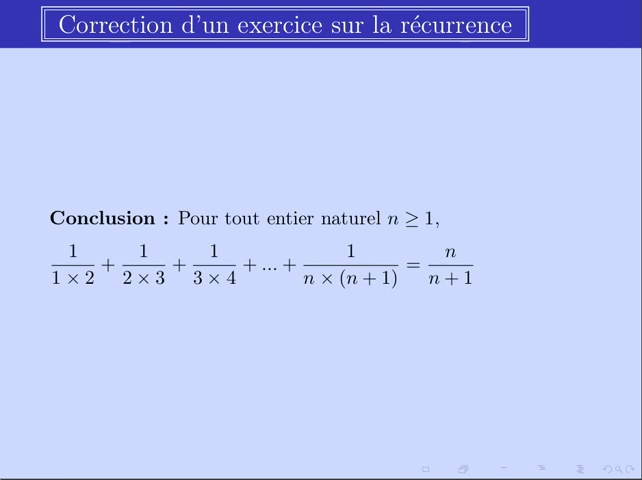 Correction d'un exercice sur la récurrence
Conclusion : Pour tout entier naturel n ≥ 1,
1/(1 × 2) + 1/(2 × 3) + 1/(3 × 4) + ... + 1/(n × (n + 1)) = n/(n + 1)